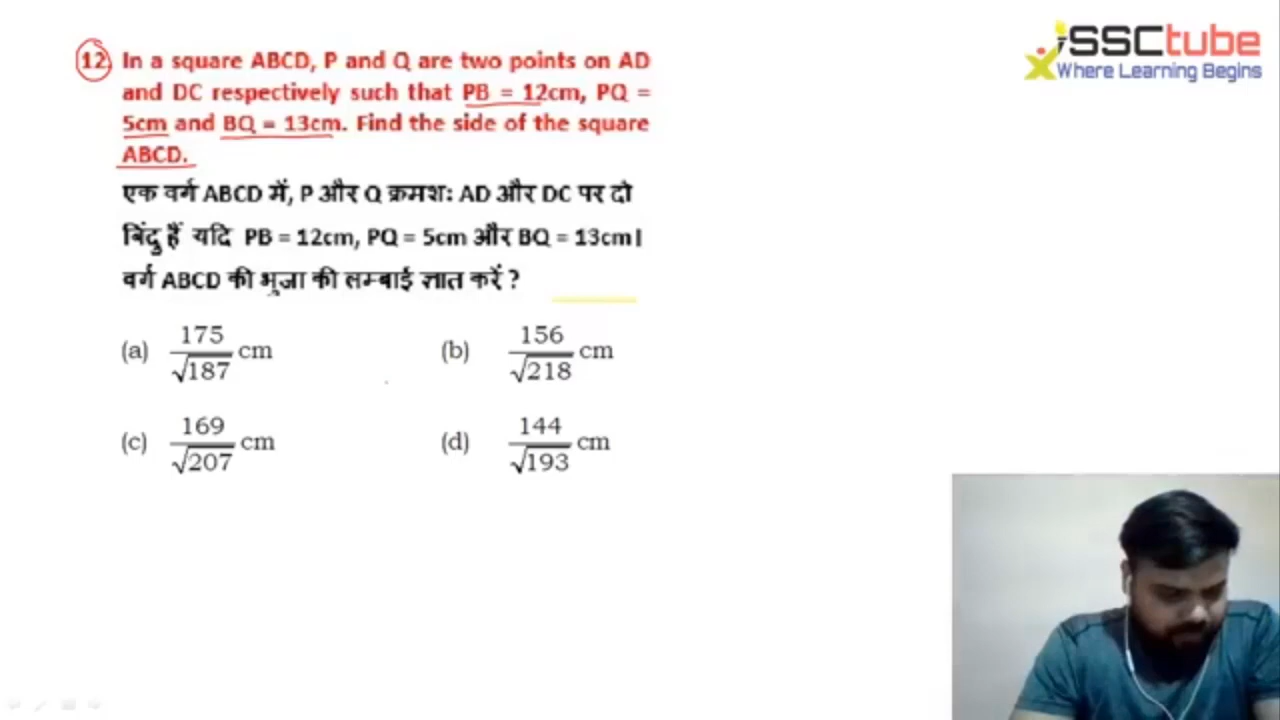 iSSCtube
Where Learning Begins
12. In a square ABCD, P and Q are two points on AD
and DC respectively such that PB = 12cm, PQ =
5cm and BQ = 13cm. Find the side of the square
ABCD.
एक वर्ग ABCD में, P और Q क्रमशः AD और DC पर दो
बिंदु हैं यदि PB = 12cm, PQ = 5cm और BQ = 13cm।
वर्ग ABCD की भुजा की लम्बाई ज्ञात करें ?
(a) 175/√187 cm (b) 156/√218 cm
(c) 169/√207 cm (d) 144/√193 cm